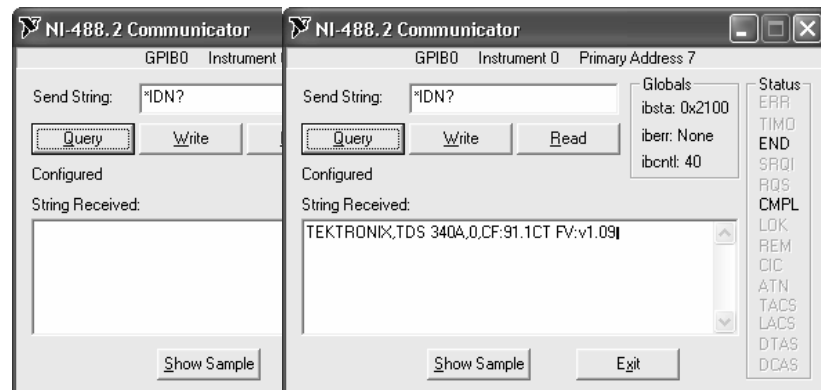 NI-488.2 Communicator
GPIB0 Instrument
Send String: *IDN?
Query Write
Configured
String Received:
Show Sample
NI-488.2 Communicator
GPIB0 Instrument 0 Primary Address 7
Send String: *IDN?
Query Write Read
Configured
String Received:
TEKTRONIX,TDS 340A,0,CF:91.1CT FV:v1.09
Show Sample Exit
Globals
ibsta: 0x2100
iberr: None
ibcntl: 40
Status
ERR
TIMO
END
SRQI
RQS
CMPL
LOK
REM
CIC
ATN
TACS
LACS
DTAS
DCAS